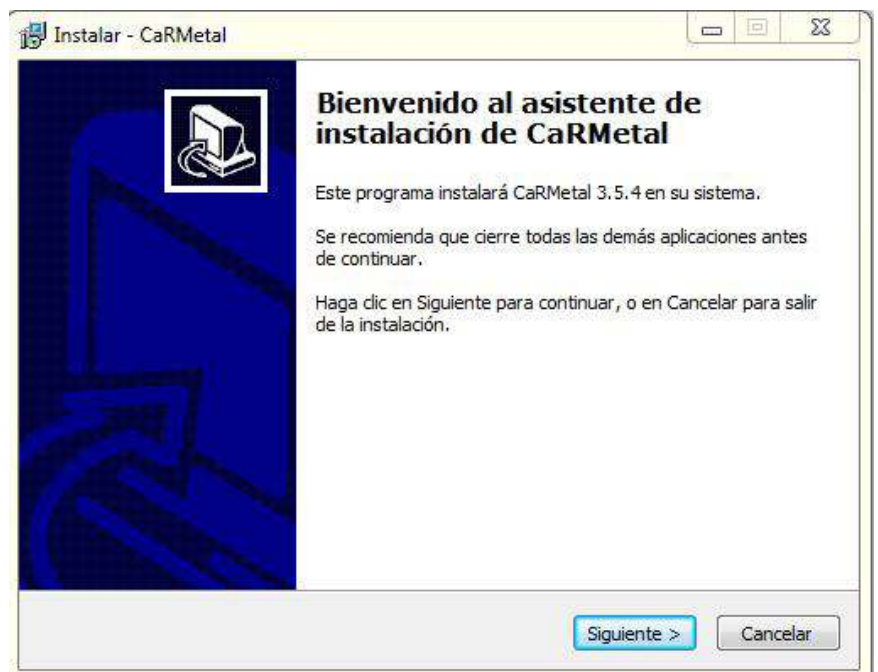 Instalar - CaRMetal
Bienvenido al asistente de
instalación de CaRMetal
Este programa instalará CaRMetal 3.5.4 en su sistema.
Se recomienda que cierre todas las demás aplicaciones antes
de continuar.
Haga clic en Siguiente para continuar, o en Cancelar para salir
de la instalación.
Siguiente >
Cancelar